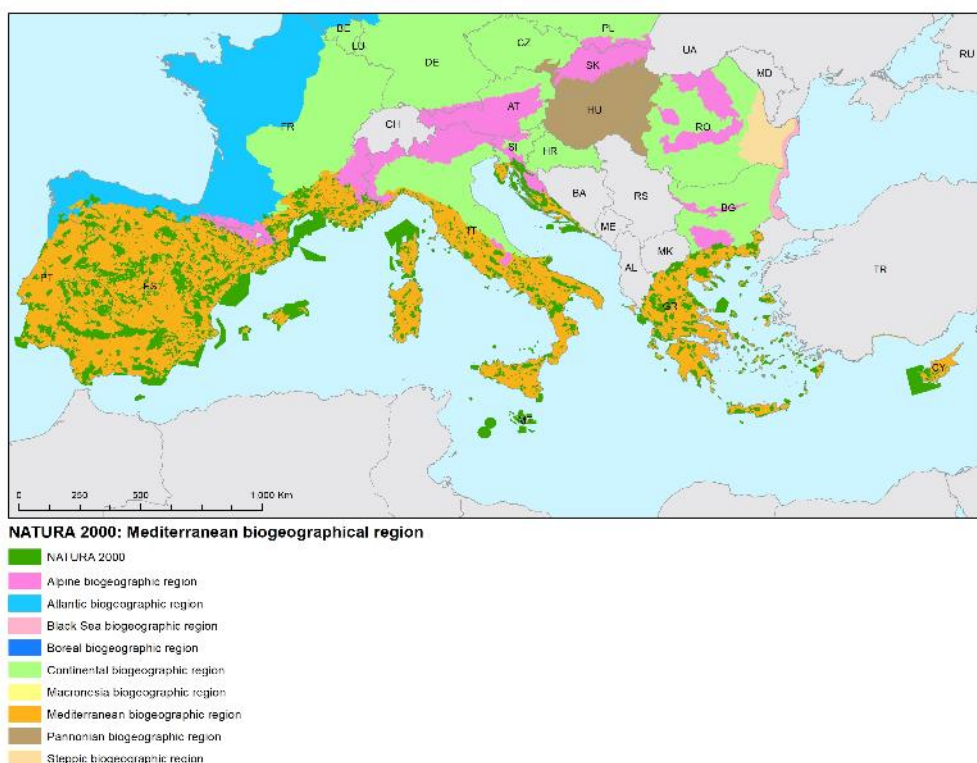 BE
PL
LU
CZ
UA
DE
SK
MD
RU
AT
HU
CH
FR
RO
SI
HR
BA
RS
BG
IT
ME
MK
PT
ES
AL
TR
GR
CY
0 250 500 1.000 Km
NATURA 2000: Mediterranean biogeographical region
NATURA 2000
Alpine biogeographic region
Atlantic biogeographic region
Black Sea biogeographic region
Boreal biogeographic region
Continental biogeographic region
Macronesia biogeographic region
Mediterranean biogeographic region
Pannonian biogeographic region
Steppic biogeographic region